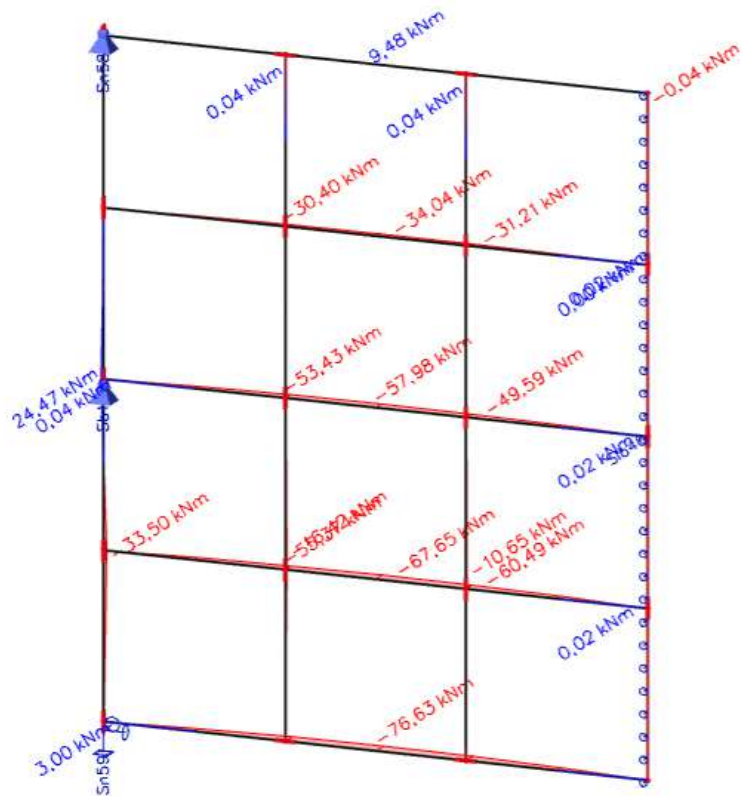 9,48 kNm
Sn58
0,04 kNm
0,04 kNm
-0,04 kNm
-30,40 kNm
-34,04 kNm
-31,21 kNm
-53,43 kNm
-57,98 kNm
-49,59 kNm
24,47 kNm
0,04 kNm
0,02 kNm
-33,50 kNm
-67,65 kNm
-10,65 kNm
-60,49 kNm
0,02 kNm
-76,63 kNm
3,00 kNm
Sn59